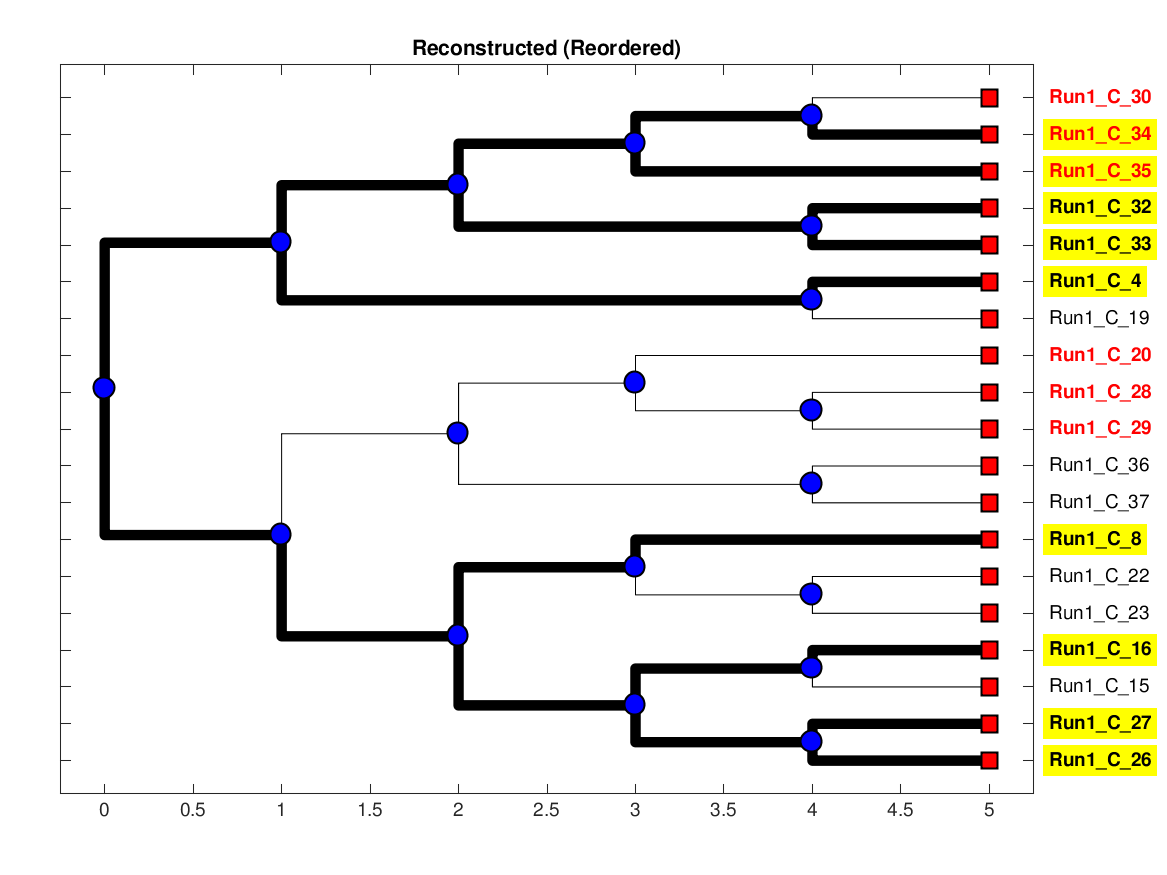 Reconstructed (Reordered)
Run1_C_30
Run1_C_34
Run1_C_35
Run1_C_32
Run1_C_33
Run1_C_4
Run1_C_19
Run1_C_20
Run1_C_28
Run1_C_29
Run1_C_36
Run1_C_37
Run1_C_8
Run1_C_22
Run1_C_23
Run1_C_16
Run1_C_15
Run1_C_27
Run1_C_26
0 0.5 1 1.5 2 2.5 3 3.5 4 4.5 5